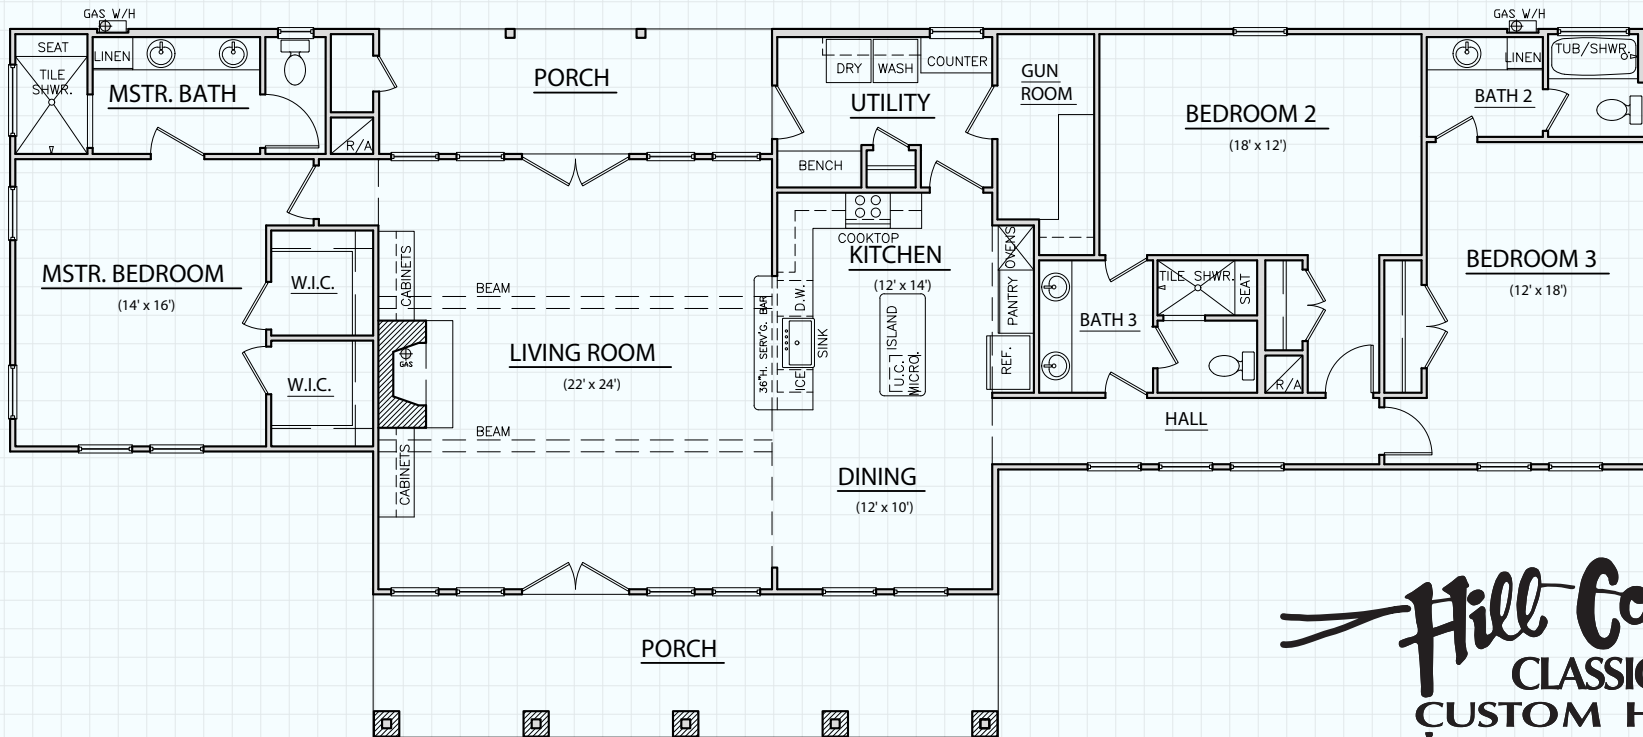 GAS W/H
GAS W/H
SEAT
TILE
SHWR.
LINEN
MSTR. BATH
R/A
PORCH
DRY
WASH
COUNTER
UTILITY
BENCH
GUN
ROOM
BEDROOM 2
(18' x 12')
LINEN
TUB/SHWR.
BATH 2
MSTR. BEDROOM
(14' x 16')
W.I.C.
W.I.C.
CABINETS
BEAM
GAS
LIVING ROOM
(22' x 24')
BEAM
CABINETS
COOKTOP
KITCHEN
(12' x 14')
36"H. SERV'G. BAR
D.W.
SINK
ICE
ISLAND
U.C.
MICRO.
OVENS
PANTRY
REF.
BATH 3
TILE SHWR.
SEAT
R/A
BEDROOM 3
(12' x 18')
HALL
DINING
(12' x 10')
PORCH
Hill Co
CLASSIC
CUSTOM H